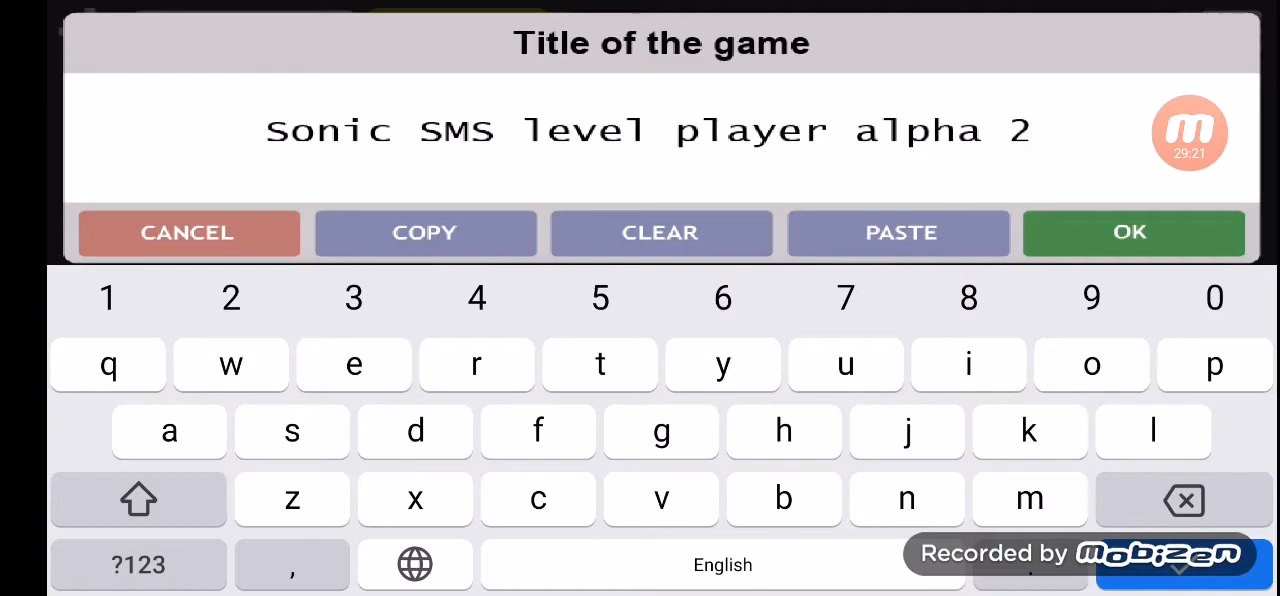 Title of the game
Sonic SMS level player alpha 2
29:21
CANCEL COPY CLEAR PASTE OK
1 2 3 4 5 6 7 8 9 0
q w e r t y u i o p
a s d f g h j k l
z x c v b n m
?123 , English .
Recorded by mobizen